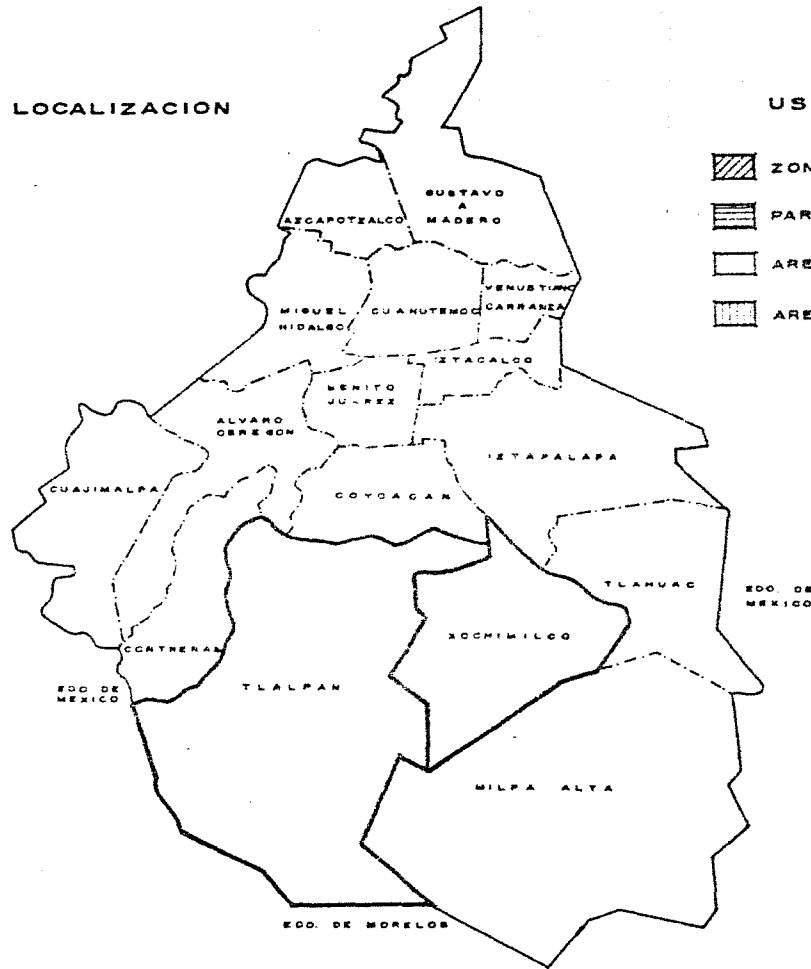 LOCALIZACION
US
ZON
PAR
ARE
ARE
GUSTAVO
A
MADERO
AZCAPOTZALCO
VENUSTIANO
CARRANZA
MIGUEL
HIDALGO
CUAHUTEMOC
IZTACALCO
BENITO
JUAREZ
ALVARO
OBREGON
IZTAPALAPA
CUAJIMALPA
COYOACAN
TLAHUAC
EDO. DE
MEXICO
XOCHIMILCO
CONTRERAS
TLALPAN
EDO. DE
MEXICO
MILPA ALTA
EDO. DE MORELOS